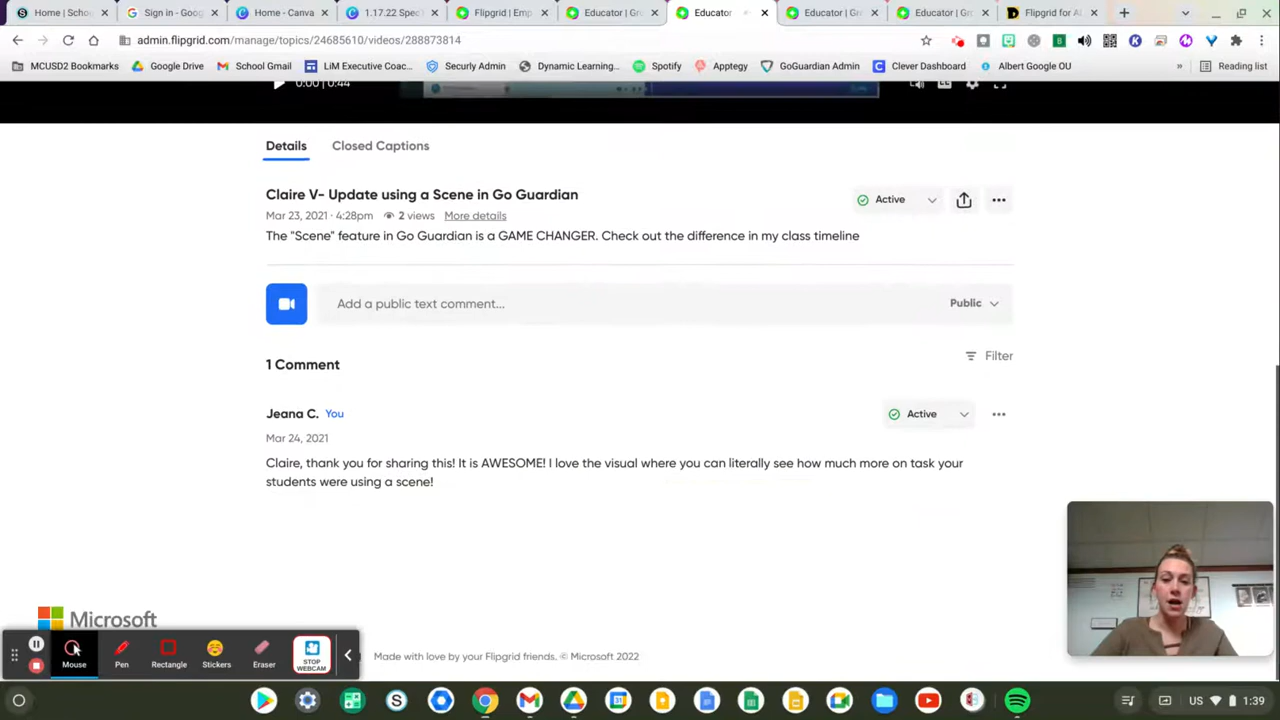 Home | Schoo
Sign in - Goog
Home - Canva
1.17.22 Spec
Flipgrid | Emp
Educator | Gru
Educator
Educator | Gr
Educator | Gr
Flipgrid for Al
admin.flipgrid.com/manage/topics/24685610/videos/288873814
MCUSD2 Bookmarks
Google Drive
School Gmail
LiM Executive Coac...
Securly Admin
Dynamic Learning...
Spotify
Apptegy
GoGuardian Admin
Clever Dashboard
Albert Google OU
»
Reading list
0:00 | 0:44
Details
Closed Captions
Claire V- Update using a Scene in Go Guardian
Active
Mar 23, 2021 · 4:28pm 2 views More details
The "Scene" feature in Go Guardian is a GAME CHANGER. Check out the difference in my class timeline
Add a public text comment...
Public
1 Comment
Filter
Jeana C. You
Active
Mar 24, 2021
Claire, thank you for sharing this! It is AWESOME! I love the visual where you can literally see how much more on task your
students were using a scene!
Microsoft
Mouse
Pen
Rectangle
Stickers
Eraser
STOP
WEBCAM
Made with love by your Flipgrid friends. © Microsoft 2022
US
1:39